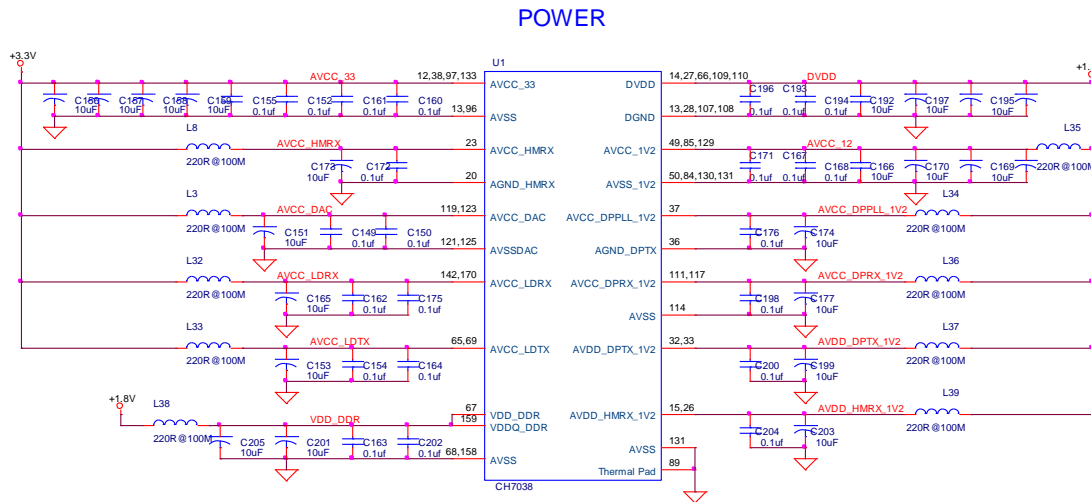 POWER
+3.3V
U1
+1.
AVCC_33
12,38,97,133
AVCC_33
DVDD
14,27,66,109,110
DVDD
C156
10uF
C157
10uF
C158
10uF
C159
10uF
C155
0.1uf
C152
0.1uf
C161
0.1uf
C160
0.1uf
C196
0.1uf
C193
0.1uf
C194
0.1uf
C192
10uF
C197
10uF
C195
10uF
13,96
AVSS
DGND
13,28,107,108
L8
220R@100M
AVCC_HMRX
23
AVCC_HMRX
AVCC_1V2
49,85,129
AVCC_12
L35
220R@100M
C173
10uF
C172
0.1uf
C171
0.1uf
C167
0.1uf
C168
0.1uf
C166
10uF
C170
10uF
C169
10uF
20
AGND_HMRX
AVSS_1V2
50,84,130,131
L3
220R@100M
AVCC_DAC
119,123
AVCC_DAC
AVCC_DPPLL_1V2
37
AVCC_DPPLL_1V2
L34
220R@100M
C151
10uF
C149
0.1uf
C150
0.1uf
C176
0.1uf
C174
10uF
121,125
AVSSDAC
AGND_DPTX
36
L32
220R@100M
AVCC_LDRX
142,170
AVCC_LDRX
AVCC_DPRX_1V2
111,117
AVCC_DPRX_1V2
L36
220R@100M
C165
10uF
C162
0.1uf
C175
0.1uf
C198
0.1uf
C177
10uF
AVSS
114
L33
220R@100M
65,69
AVCC_LDTX
AVCC_LDTX
AVDD_DPTX_1V2
32,33
AVDD_DPTX_1V2
L37
220R@100M
C153
10uF
C154
0.1uf
C164
0.1uf
C200
0.1uf
C199
10uF
+1.8V
L38
220R@100M
VDD_DDR
67
VDD_DDR
159
VDDQ_DDR
AVDD_HMRX_1V2
15,26
AVDD_HMRX_1V2
L39
220R@100M
C205
10uF
C201
10uF
C163
0.1uf
C202
0.1uf
C204
0.1uf
C203
10uF
68,158
AVSS
AVSS
131
Thermal Pad
89
CH7038